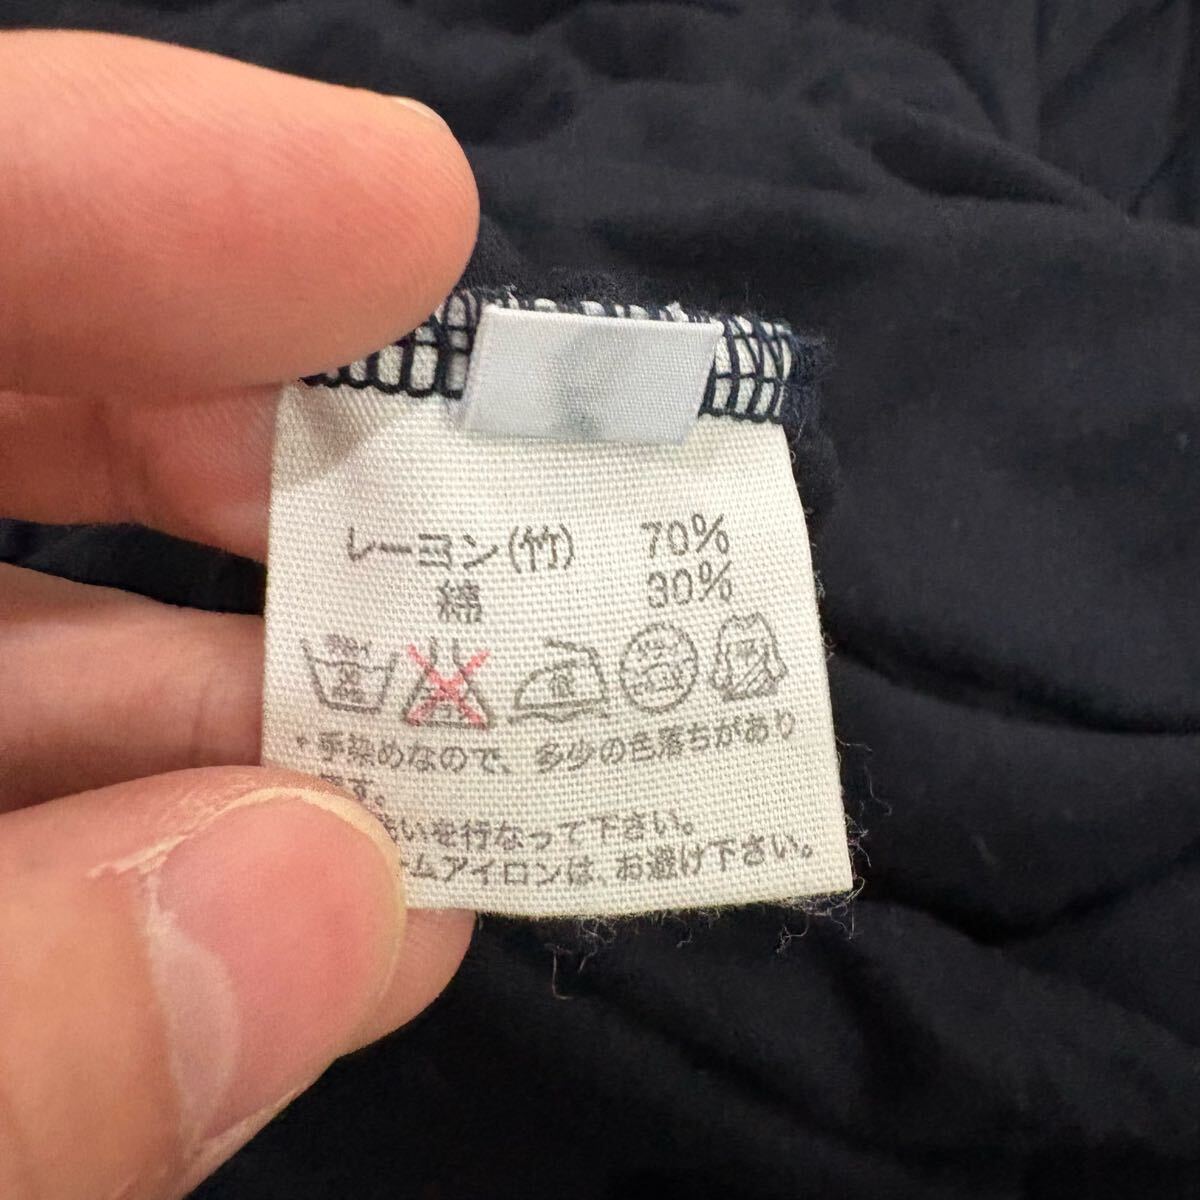 レーヨン(竹) 70%
綿 30%
・手染めなので、多少の色落ちがあり
ます。
洗いを行なって下さい。
ムアイロンは、お避け下さい。